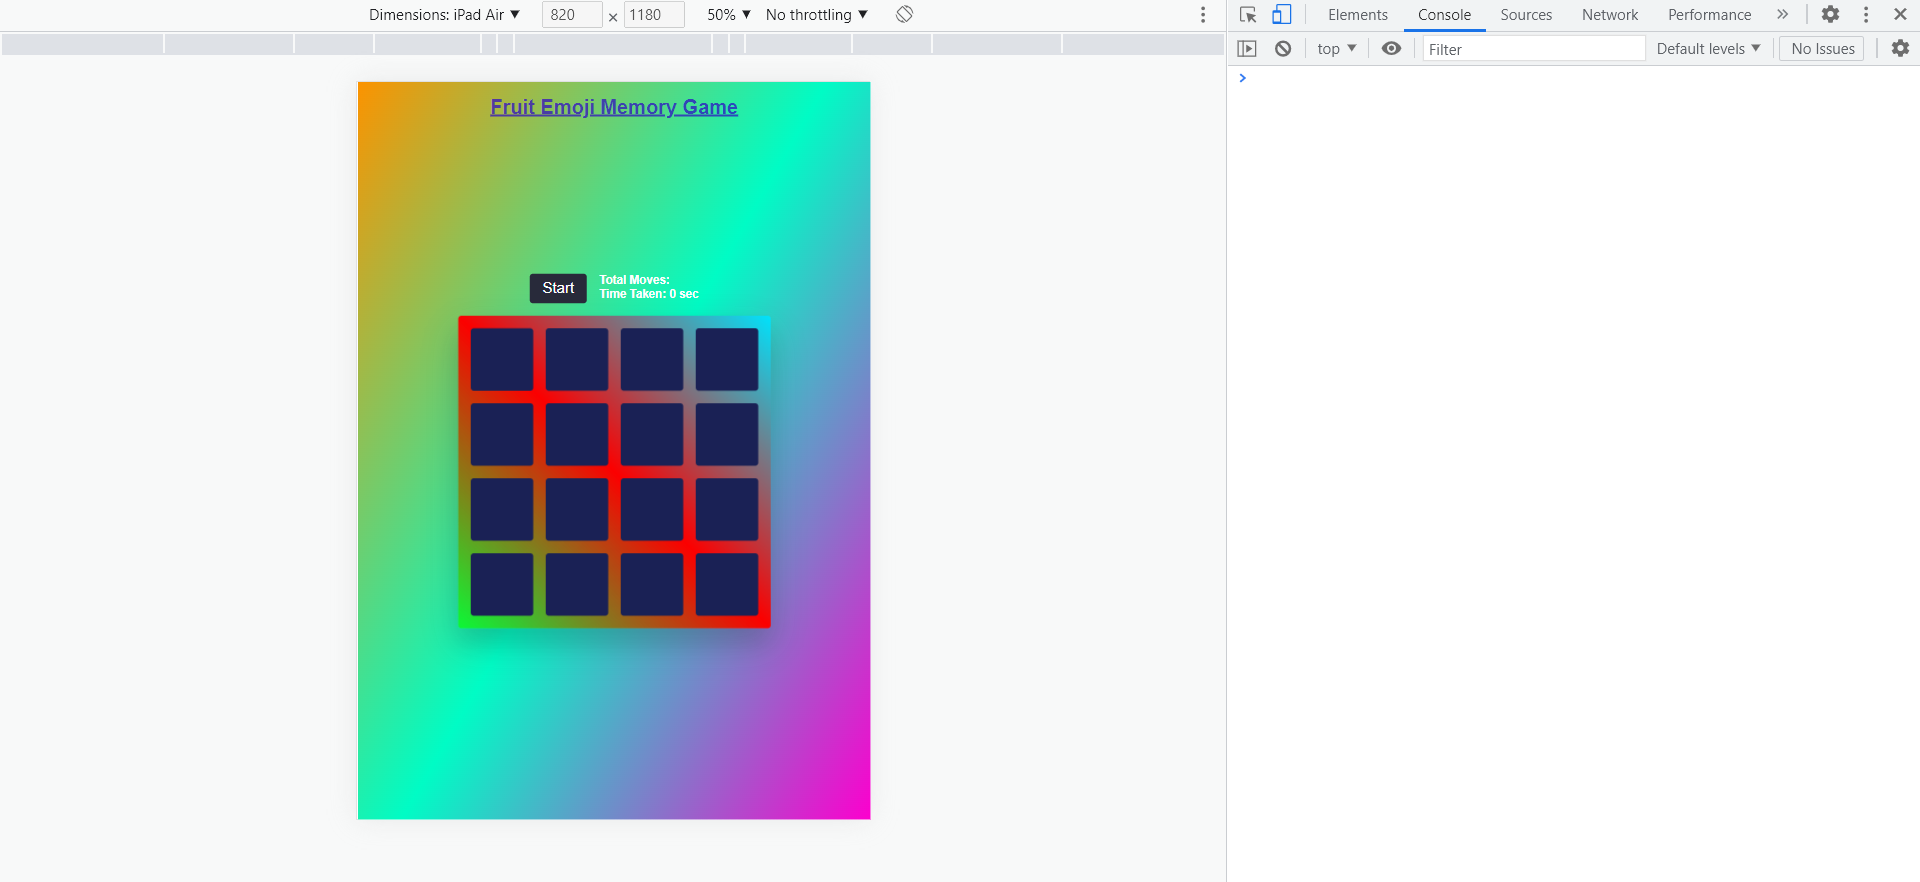 Dimensions: iPad Air ▼ 820 × 1180 50% ▼ No throttling ▼
Elements Console Sources Network Performance »
top ▼ Filter Default levels ▼ No Issues
>
Fruit Emoji Memory Game
Start
Total Moves:
Time Taken: 0 sec